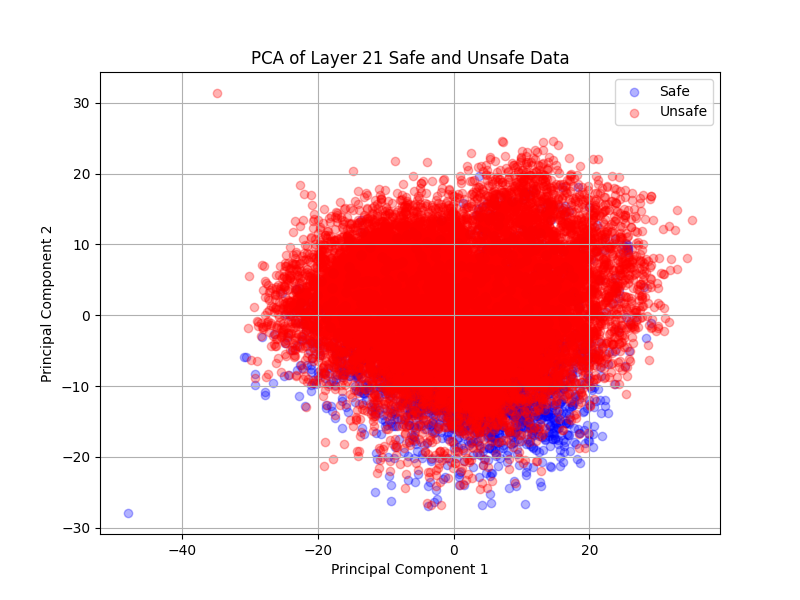 PCA of Layer 21 Safe and Unsafe Data
Safe
Unsafe
30
20
10
0
−10
−20
−30
Principal Component 2
−40
−20
0
20
Principal Component 1